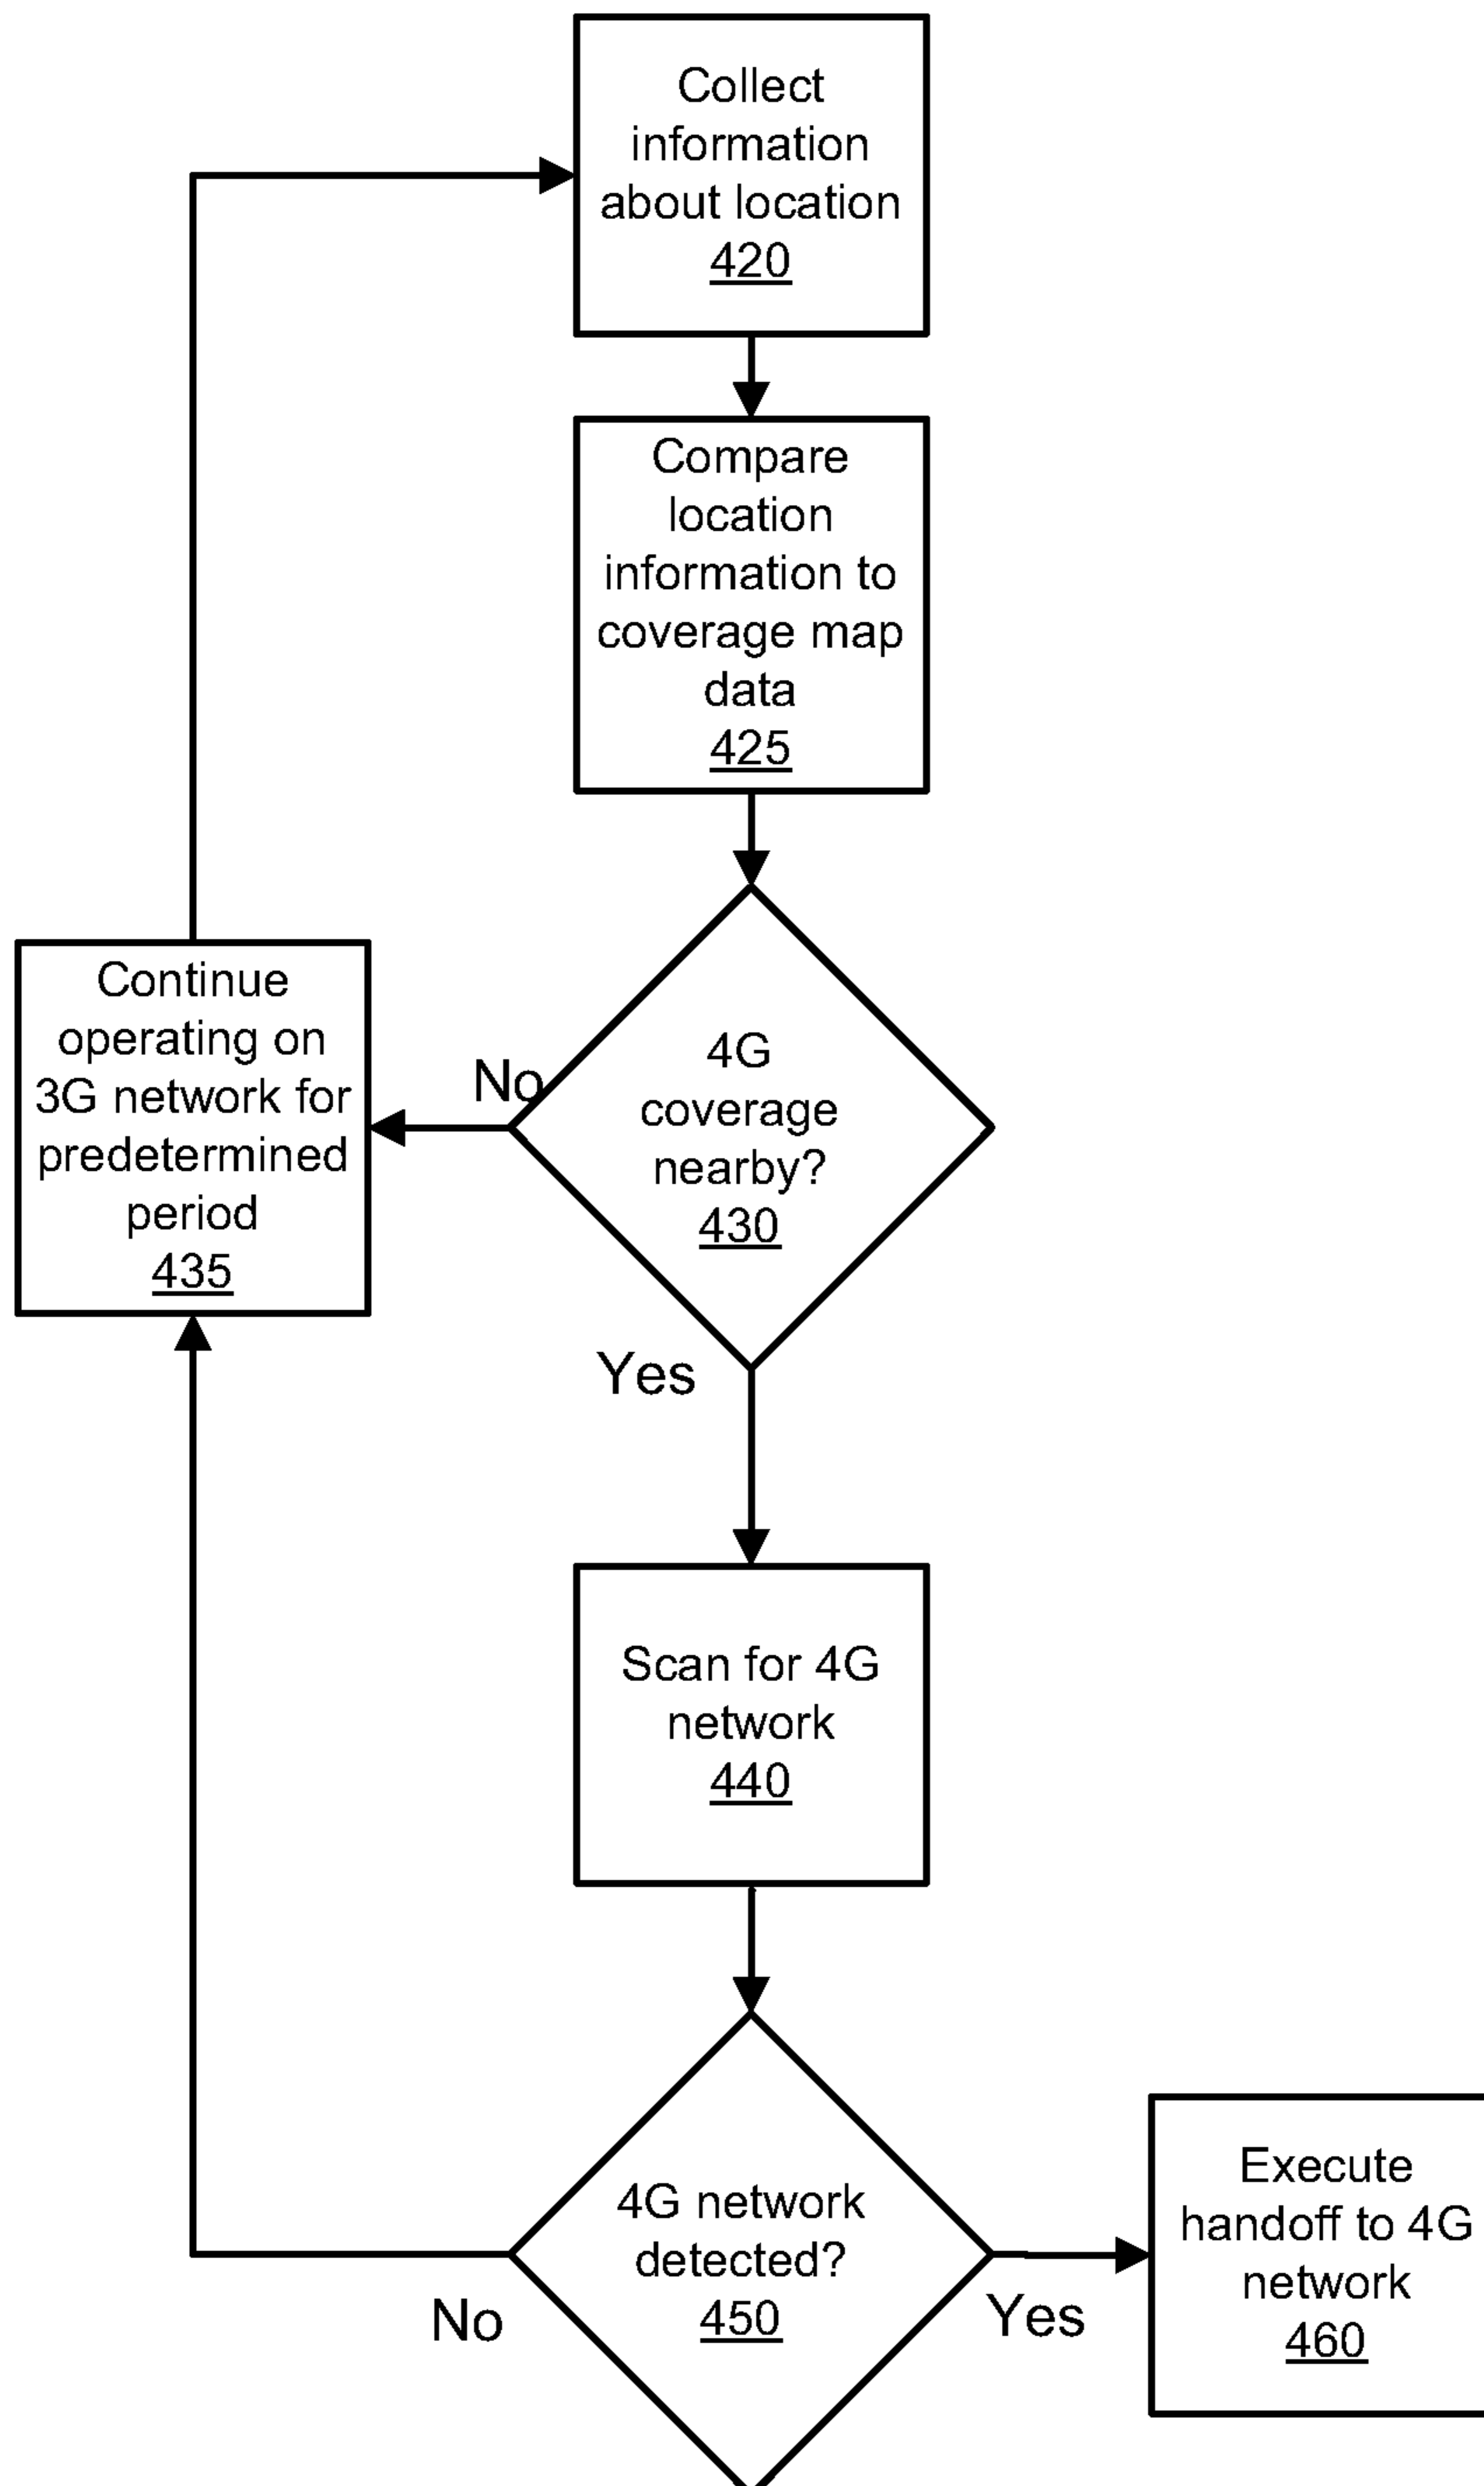 Collect
information
about location
420
Compare
location
information to
coverage map
data
425
Continue
operating on
3G network for
predetermined
period
435
No
4G
coverage
nearby?
430
Yes
Scan for 4G
network
440
4G network
detected?
450
No
Yes
Execute
handoff to 4G
network
460